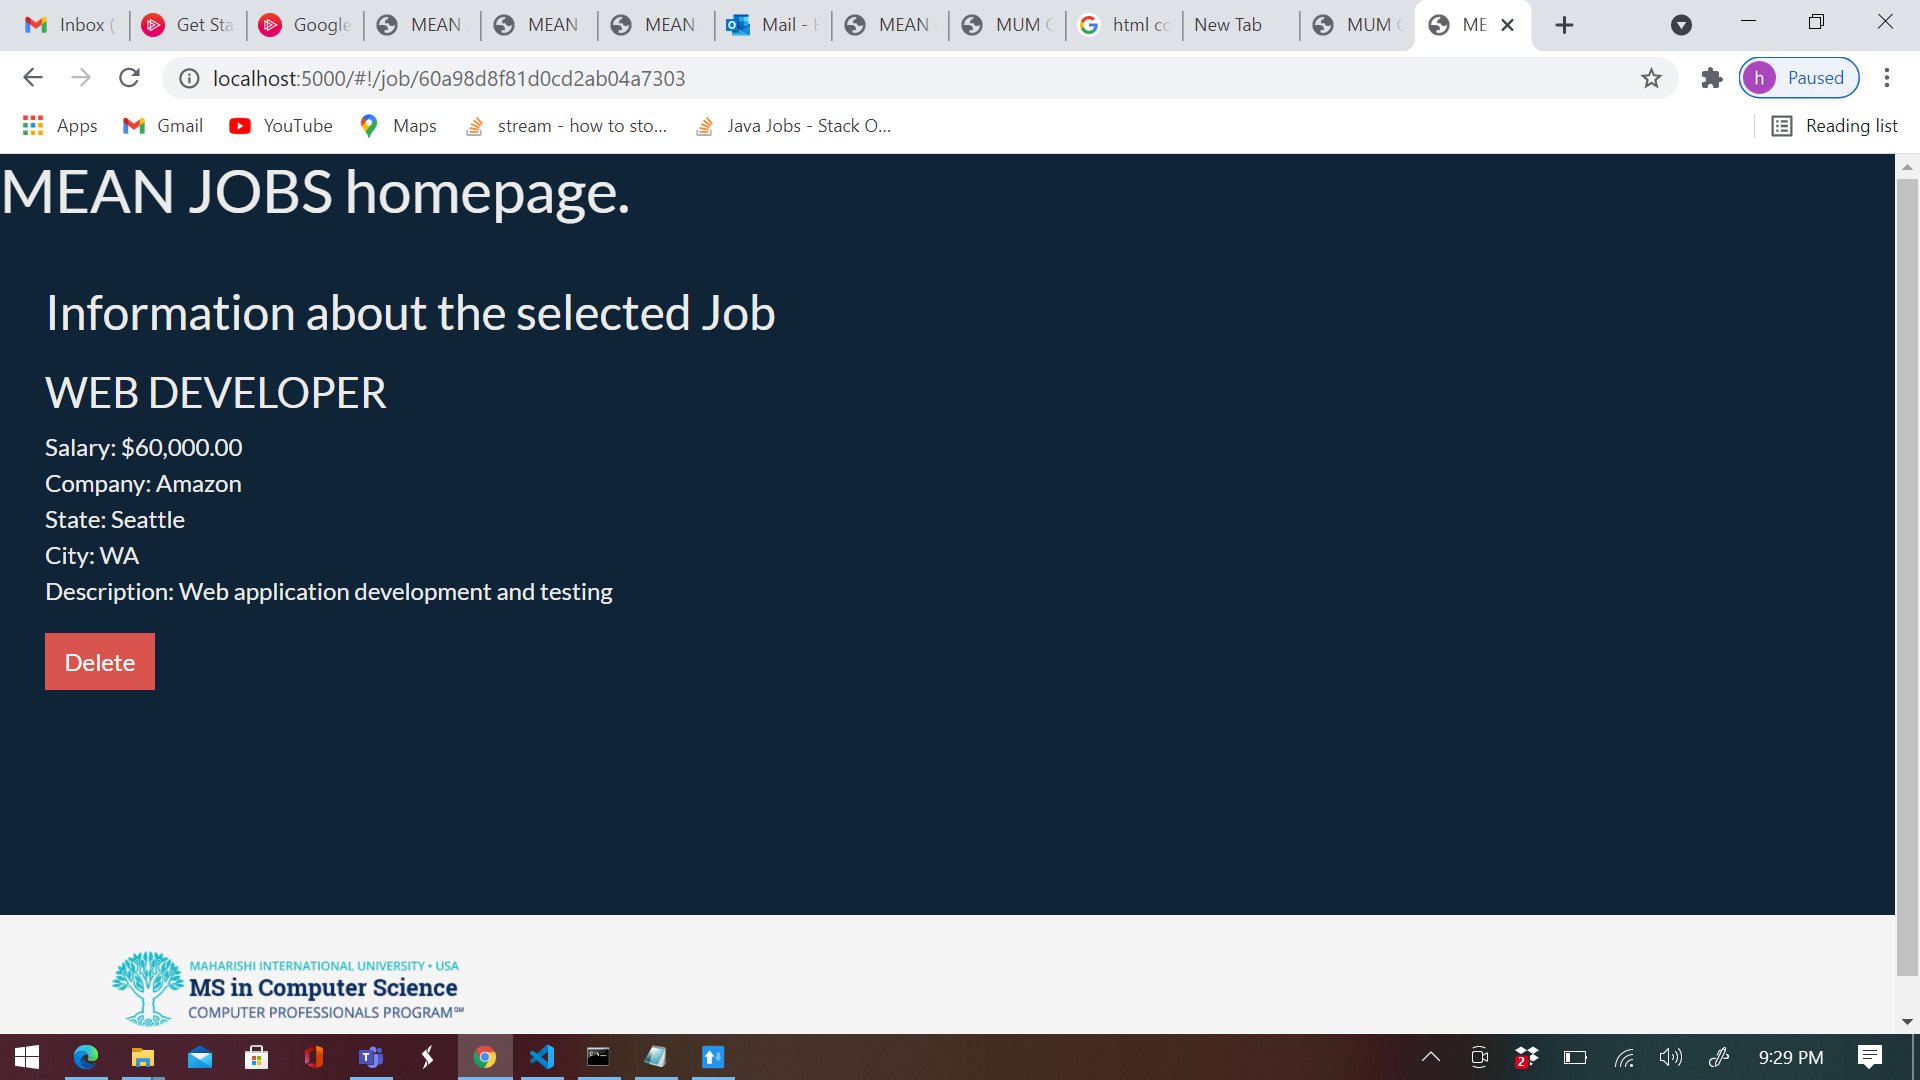 Inbox (
Get Sta
Google
MEAN
MEAN
MEAN
Mail - H
MEAN
MUM C
html cc
New Tab
MUM C
ME
localhost:5000/#!/job/60a98d8f81d0cd2ab04a7303
h Paused
Apps
Gmail
YouTube
Maps
stream - how to sto...
Java Jobs - Stack O...
Reading list
MEAN JOBS homepage.
Information about the selected Job
WEB DEVELOPER
Salary: $60,000.00
Company: Amazon
State: Seattle
City: WA
Description: Web application development and testing
Delete
MAHARISHI INTERNATIONAL UNIVERSITY • USA
MS in Computer Science
COMPUTER PROFESSIONALS PROGRAM℠
2
9:29 PM